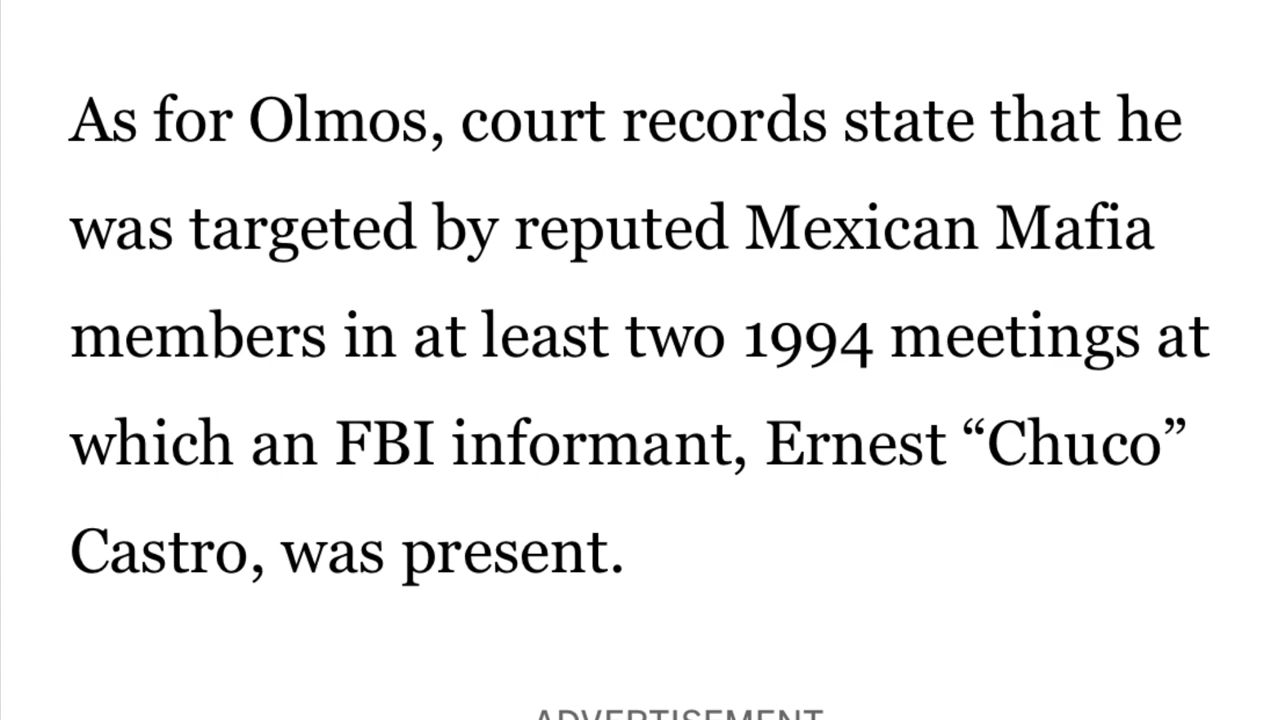 As for Olmos, court records state that he
was targeted by reputed Mexican Mafia
members in at least two 1994 meetings at
which an FBI informant, Ernest “Chuco”
Castro, was present.
ADVERTISEMENT